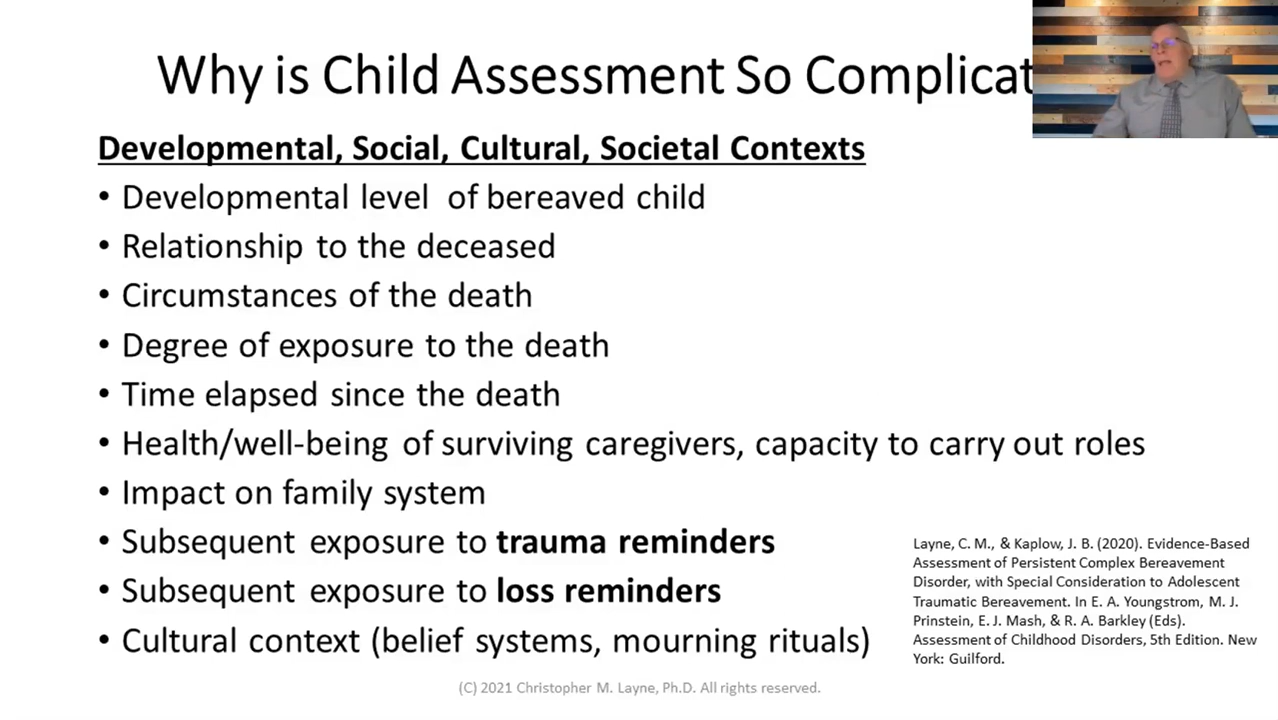 Why is Child Assessment So Complicat
Developmental, Social, Cultural, Societal Contexts
• Developmental level of bereaved child
• Relationship to the deceased
• Circumstances of the death
• Degree of exposure to the death
• Time elapsed since the death
• Health/well-being of surviving caregivers, capacity to carry out roles
• Impact on family system
• Subsequent exposure to trauma reminders
• Subsequent exposure to loss reminders
• Cultural context (belief systems, mourning rituals)
Layne, C. M., & Kaplow, J. B. (2020). Evidence-Based
Assessment of Persistent Complex Bereavement
Disorder, with Special Consideration to Adolescent
Traumatic Bereavement. In E. A. Youngstrom, M. J.
Prinstein, E. J. Mash, & R. A. Barkley (Eds).
Assessment of Childhood Disorders, 5th Edition. New
York: Guilford.
(C) 2021 Christopher M. Layne, Ph.D. All rights reserved.